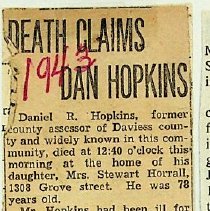 DEATH CLAIMS
1943
DAN HOPKINS
Daniel R. Hopkins, former
county assessor of Daviess coun-
ty and widely known in this com-
munity, died at 12:40 o'clock this
morning at the home of his
daughter, Mrs. Stewart Horrall,
1308 Grove street. He was 78
years old.
Mr. Hopkins had been ill for